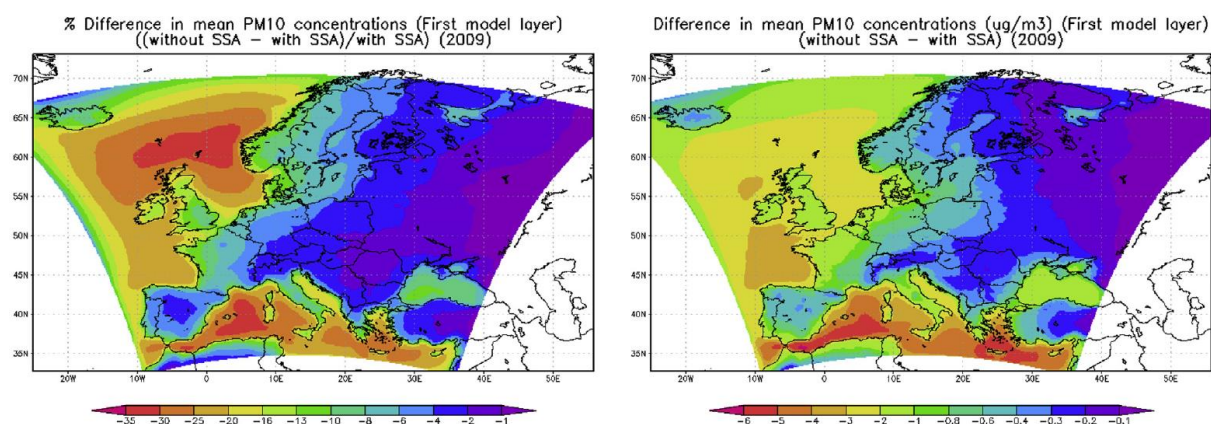 % Difference in mean PM10 concentrations (First model layer)
((without SSA - with SSA)/with SSA) (2009)
70N
65N
60N
55N
50N
45N
40N
35N
20W
10W
0
10E
20E
30E
40E
50E
-35
-30
-25
-20
-16
-13
-10
-8
-6
-4
-2
-1
Difference in mean PM10 concentrations (ug/m3) (First model layer)
(without SSA - with SSA) (2009)
70N
65N
60N
55N
50N
45N
40N
35N
20W
10W
0
10E
20E
30E
40E
50E
-6
-5
-4
-3
-2
-1
-0.8
-0.6
-0.4
-0.3
-0.2
-0.1